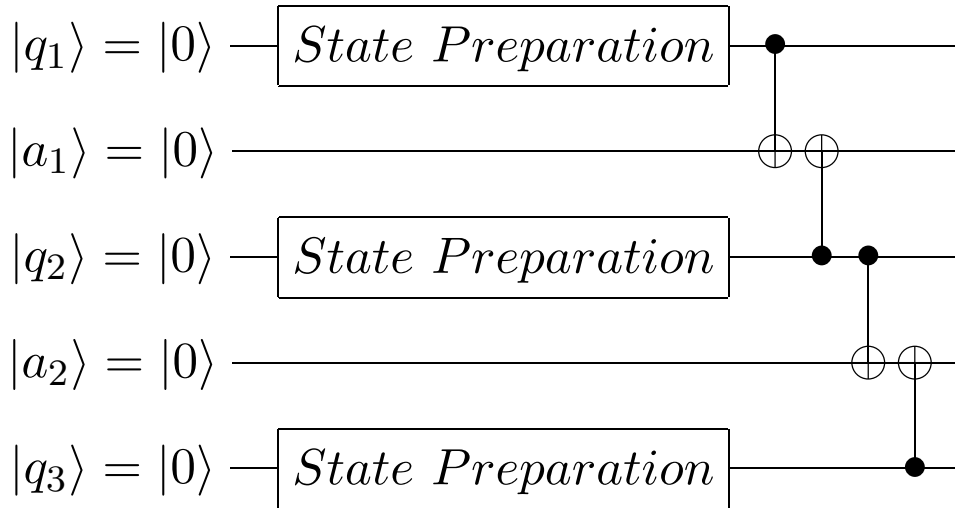 |q₁⟩ = |0⟩ State Preparation
|a₁⟩ = |0⟩
|q₂⟩ = |0⟩ State Preparation
|a₂⟩ = |0⟩
|q₃⟩ = |0⟩ State Preparation